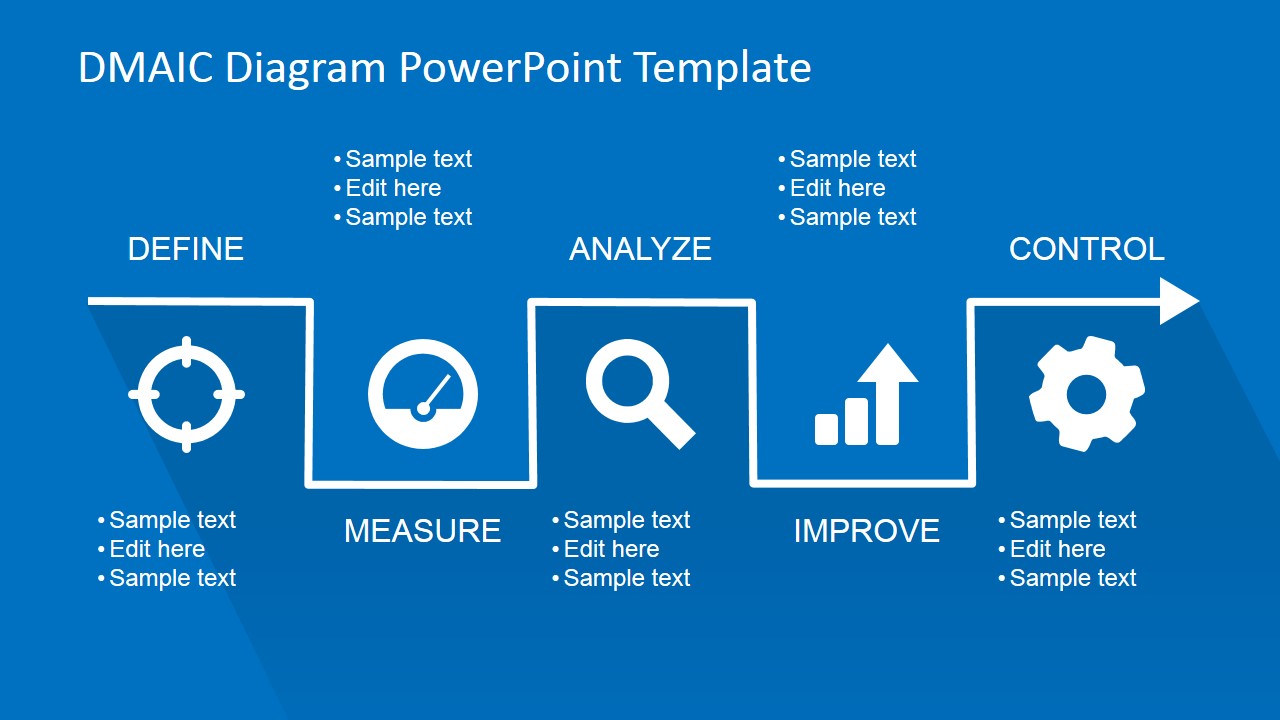 DMAIC Diagram PowerPoint Template
DEFINE
• Sample text
• Edit here
• Sample text
• Sample text
• Edit here
• Sample text
MEASURE
ANALYZE
• Sample text
• Edit here
• Sample text
• Sample text
• Edit here
• Sample text
IMPROVE
CONTROL
• Sample text
• Edit here
• Sample text